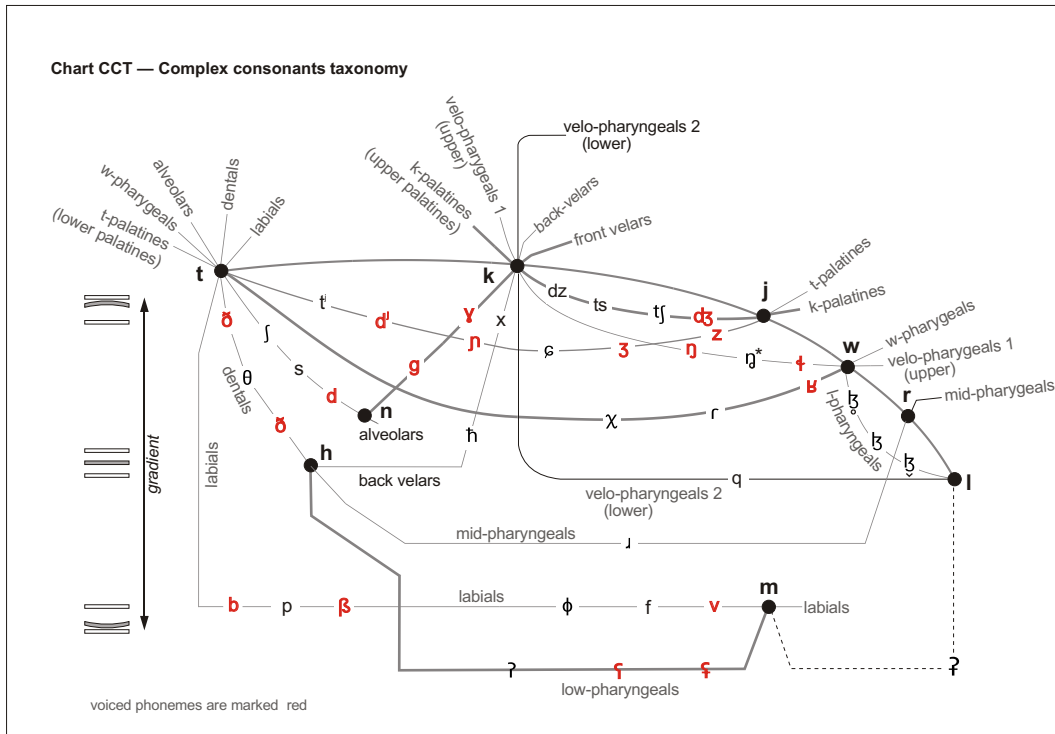 Chart CCT — Complex consonants taxonomy
velo-pharyngeals 1
(upper)
velo-pharyngeals 2
(lower)
k-palatines
(upper palatines)
back-velars
front velars
dentals
alveolars
w-pharygeals
t-palatines
(lower palatines)
labials
t
k
j
t-palatines
k-palatines
w
w-pharygeals
velo-pharyngeals 1
(upper)
r
mid-pharygeals
l
l-pharyngeals
n
alveolars
h
back velars
dentals
labials
gradient
velo-pharyngeals 2
(lower)
q
mid-pharyngeals
ɹ
ð
θ
ð
ʃ
s
d
tʲ
dʲ
ɲ
ɕ
ʒ
z
ɣ
g
x
ħ
dz
ts
tʃ
dʒ
ŋ
χ
r
ʁ
b
p
β
labials
ϕ
f
v
m
labials
ʔ
low-pharyngeals
voiced phonemes are marked red